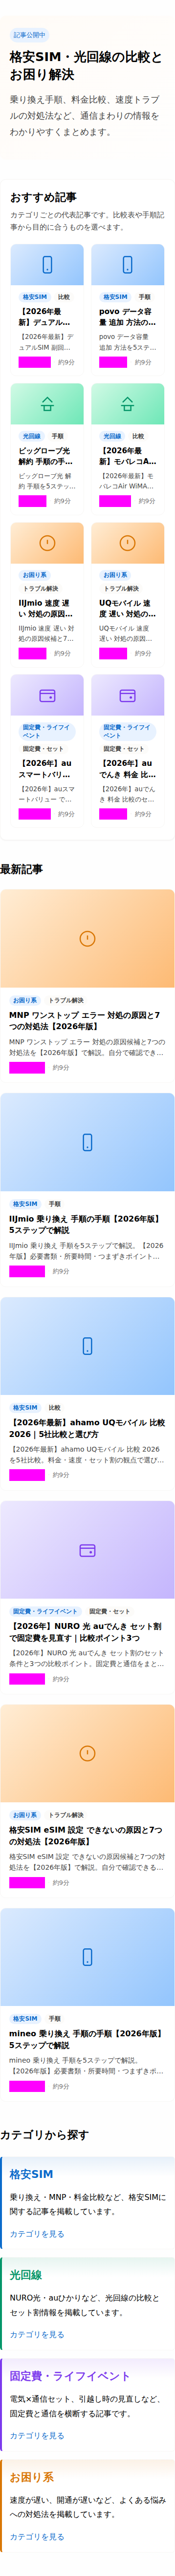 記事公開中
格安SIM・光回線の比較と
お困り解決
乗り換え手順、料金比較、速度トラブ
ルの対処法など、通信まわりの情報を
わかりやすくまとめます。
おすすめ記事
カテゴリごとの代表記事です。比較表や手順記
事から目的に合うものを選べます。
格安SIM 比較
【2026年最
新】デュアル…
【2026年最新】デ
ュアルSIM 副回…
約9分
格安SIM 手順
povo データ容
量 追加 方法の…
povo データ容量
追加 方法を5ステ…
約9分
光回線 手順
ビッグローブ光
解約 手順の手…
ビッグローブ光 解
約 手順を5ステッ…
約9分
光回線 比較
【2026年最
新】モバレコA…
【2026年最新】モ
バレコAir WiMA…
約9分
お困り系
トラブル解決
IIJmio 速度 遅
い 対処の原因…
IIJmio 速度 遅い 対
処の原因候補と7…
約9分
お困り系
トラブル解決
UQモバイル 速
度 遅い 対処の…
UQモバイル 速度
遅い 対処の原因…
約9分
固定費・ライフイ
ベント
固定費・セット
【2026年】au
スマートバリ…
【2026年】auスマ
ートバリュー で…
約9分
固定費・ライフイ
ベント
固定費・セット
【2026年】au
でんき 料金 比…
【2026年】auでん
き 料金 比較のセ…
約9分
最新記事
お困り系 トラブル解決
MNP ワンストップ エラー 対処の原因と7
つの対処法【2026年版】
MNP ワンストップ エラー 対処の原因候補と7つの
対処法を【2026年版】で解説。自分で確認でき…
約9分
格安SIM 手順
IIJmio 乗り換え 手順の手順【2026年版】
5ステップで解説
IIJmio 乗り換え 手順を5ステップで解説。【2026
年版】必要書類・所要時間・つまずきポイント…
約9分
格安SIM 比較
【2026年最新】ahamo UQモバイル 比較
2026｜5社比較と選び方
【2026年最新】ahamo UQモバイル 比較 2026
を5社比較。料金・速度・セット割の観点で選び…
約9分
固定費・ライフイベント 固定費・セット
【2026年】NURO 光 auでんき セット割
で固定費を見直す｜比較ポイント3つ
【2026年】NURO 光 auでんき セット割のセット
条件と3つの比較ポイント。固定費と通信をまと…
約9分
お困り系 トラブル解決
格安SIM eSIM 設定 できないの原因と7つ
の対処法【2026年版】
格安SIM eSIM 設定 できないの原因候補と7つの対
処法を【2026年版】で解説。自分で確認できる…
約9分
格安SIM 手順
mineo 乗り換え 手順の手順【2026年版】
5ステップで解説
mineo 乗り換え 手順を5ステップで解説。
【2026年版】必要書類・所要時間・つまずきポ…
約9分
カテゴリから探す
格安SIM
乗り換え・MNP・料金比較など、格安SIMに
関する記事を掲載しています。
カテゴリを見る
光回線
NURO光・auひかりなど、光回線の比較と
セット割情報を掲載しています。
カテゴリを見る
固定費・ライフイベント
電気×通信セット、引越し時の見直しなど、
固定費と通信を横断する記事です。
カテゴリを見る
お困り系
速度が遅い、開通が遅いなど、よくある悩み
への対処法を掲載しています。
カテゴリを見る